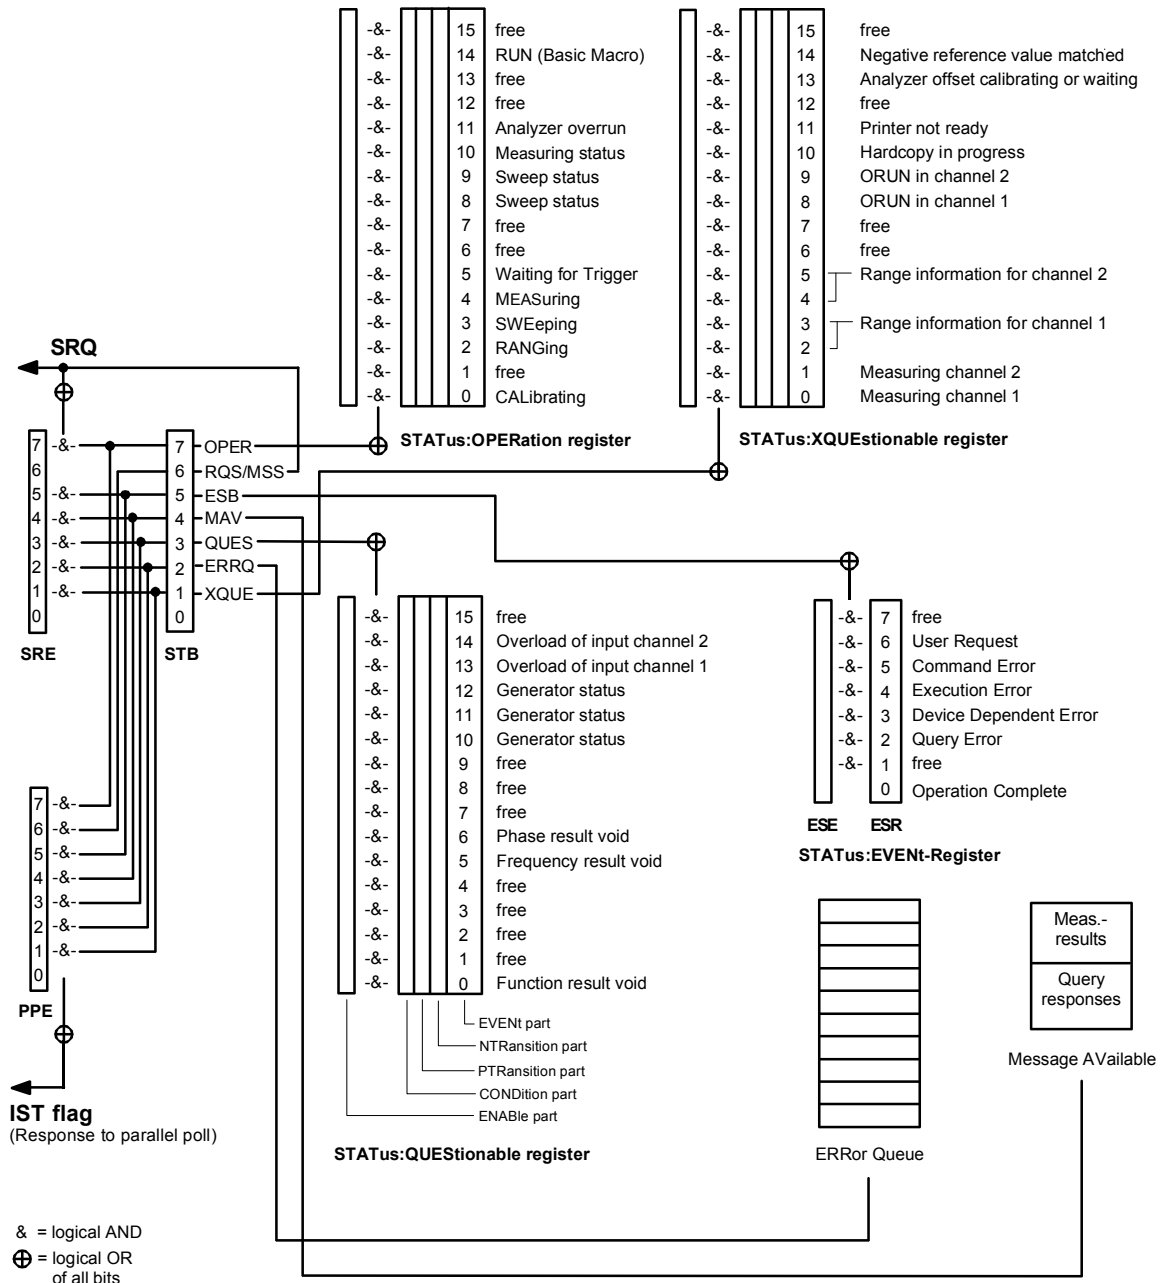 -&- 15 free
-&- 14 RUN (Basic Macro)
-&- 13 free
-&- 12 free
-&- 11 Analyzer overrun
-&- 10 Measuring status
-&- 9 Sweep status
-&- 8 Sweep status
-&- 7 free
-&- 6 free
-&- 5 Waiting for Trigger
-&- 4 MEASuring
-&- 3 SWEeping
-&- 2 RANGing
-&- 1 free
-&- 0 CALibrating
STATus:OPERation register
-&- 15 free
-&- 14 Negative reference value matched
-&- 13 Analyzer offset calibrating or waiting
-&- 12 free
-&- 11 Printer not ready
-&- 10 Hardcopy in progress
-&- 9 ORUN in channel 2
-&- 8 ORUN in channel 1
-&- 7 free
-&- 6 free
-&- 5 Range information for channel 2
-&- 4
-&- 3 Range information for channel 1
-&- 2
-&- 1 Measuring channel 2
-&- 0 Measuring channel 1
STATus:XQUEstionable register
SRQ
7 -&- 7 OPER
6 6 RQS/MSS
5 -&- 5 ESB
4 -&- 4 MAV
3 -&- 3 QUES
2 -&- 2 ERRQ
1 -&- 1 XQUE
0 0
SRE STB
-&- 15 free
-&- 14 Overload of input channel 2
-&- 13 Overload of input channel 1
-&- 12 Generator status
-&- 11 Generator status
-&- 10 Generator status
-&- 9 free
-&- 8 free
-&- 7 free
-&- 6 Phase result void
-&- 5 Frequency result void
-&- 4 free
-&- 3 free
-&- 2 free
-&- 1 free
-&- 0 Function result void
EVENt part
NTRansition part
PTRansition part
CONDition part
ENABle part
STATus:QUEStionable register
-&- 7 free
-&- 6 User Request
-&- 5 Command Error
-&- 4 Execution Error
-&- 3 Device Dependent Error
-&- 2 Query Error
-&- 1 free
0 Operation Complete
ESE ESR
STATus:EVENt-Register
7 -&-
6 -&-
5 -&-
4 -&-
3 -&-
2 -&-
1 -&-
0
PPE
IST flag
(Response to parallel poll)
ERRor Queue
Meas.-
results
Query
responses
Message AVailable
& = logical AND
= logical OR
of all bits